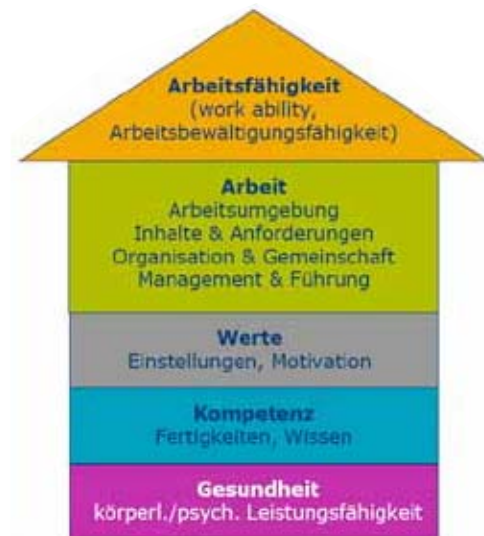 Arbeitsfähigkeit
(work ability,
Arbeitsbewältigungsfähigkeit)
Arbeit
Arbeitsumgebung
Inhalte & Anforderungen
Organisation & Gemeinschaft
Management & Führung
Werte
Einstellungen, Motivation
Kompetenz
Fertigkeiten, Wissen
Gesundheit
körperl./psych. Leistungsfähigkeit